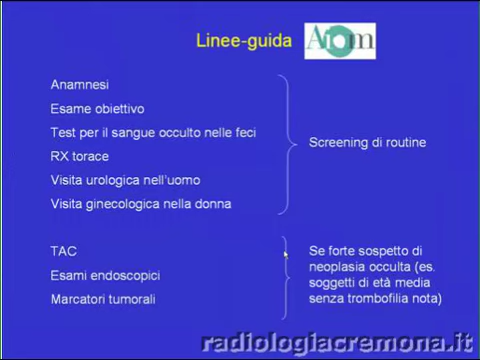 Linee-guida Aiom
Anamnesi
Esame obiettivo
Test per il sangue occulto nelle feci
RX torace
Visita urologica nell'uomo
Visita ginecologica nella donna
Screening di routine
TAC
Esami endoscopici
Marcatori tumorali
Se forte sospetto di
neoplasia occulta (es.
soggetti di età media
senza trombofilia nota)
radiologiacremona.it